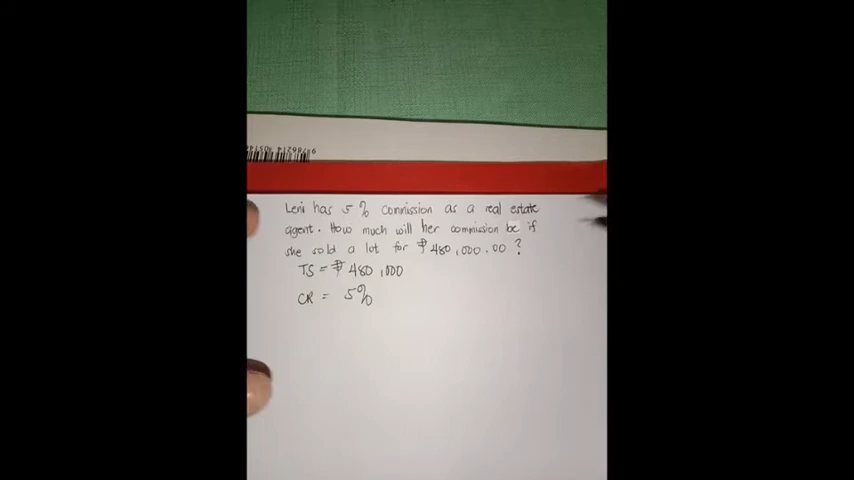 Leni has 5% commission as a real estate
agent. How much will her commission be if
she sold a lot for ₱480,000.00?
TS = ₱480,000
CR = 5%